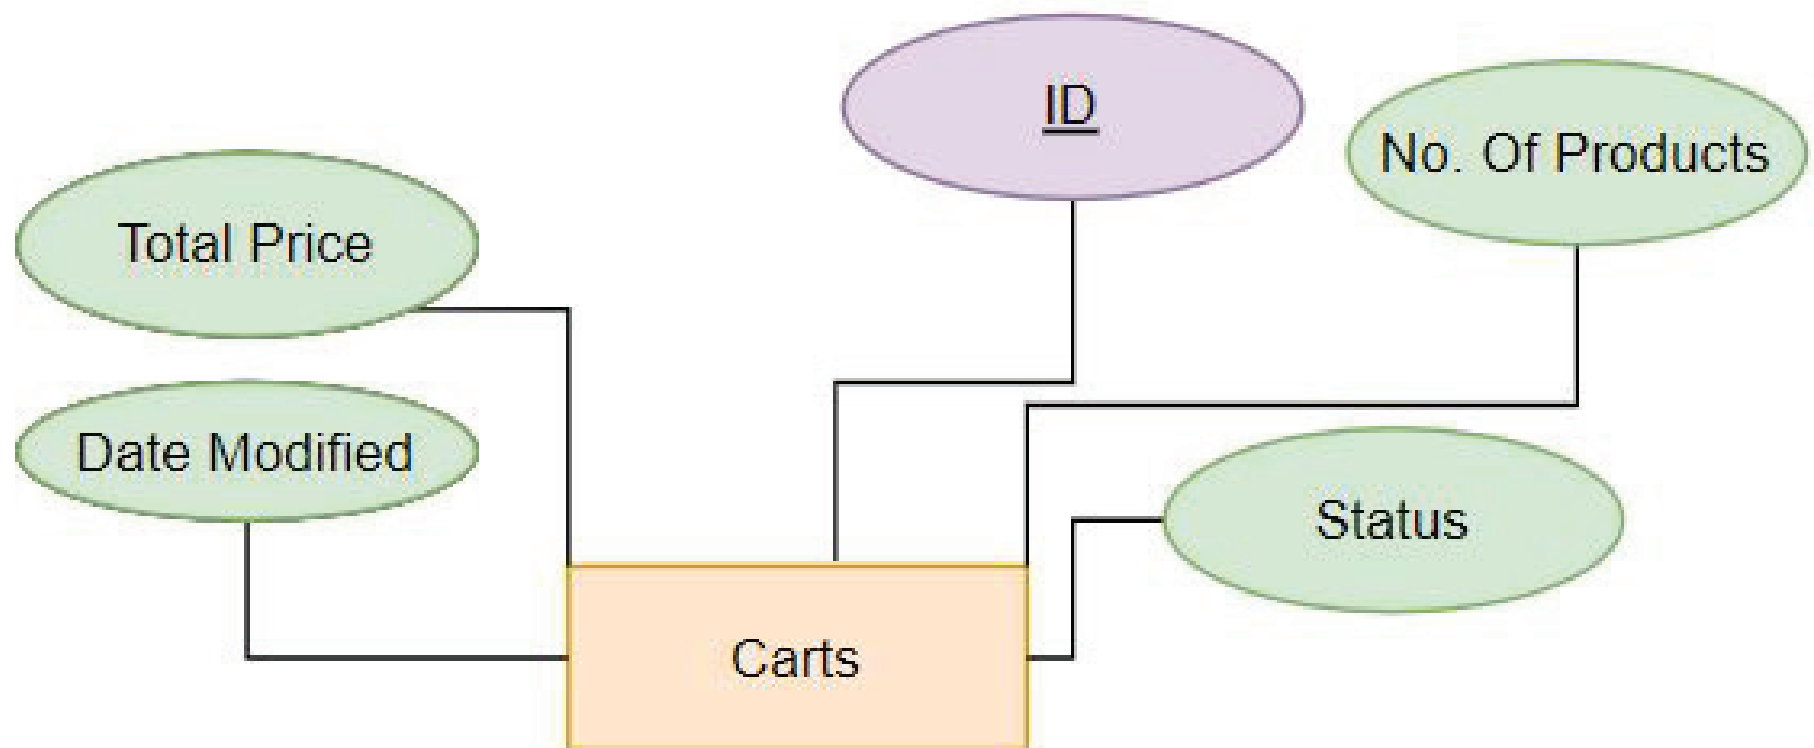 ID
No. Of Products
Total Price
Date Modified
Status
Carts